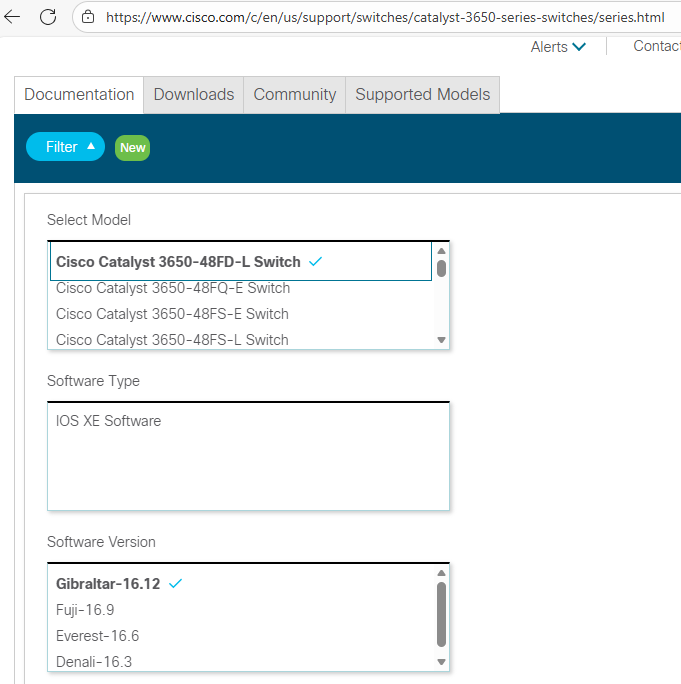 https://www.cisco.com/c/en/us/support/switches/catalyst-3650-series-switches/series.html
Alerts Contact
Documentation Downloads Community Supported Models
Filter New
Select Model
Cisco Catalyst 3650-48FD-L Switch
Cisco Catalyst 3650-48FQ-E Switch
Cisco Catalyst 3650-48FS-E Switch
Cisco Catalyst 3650-48FS-L Switch
Software Type
IOS XE Software
Software Version
Gibraltar-16.12
Fuji-16.9
Everest-16.6
Denali-16.3